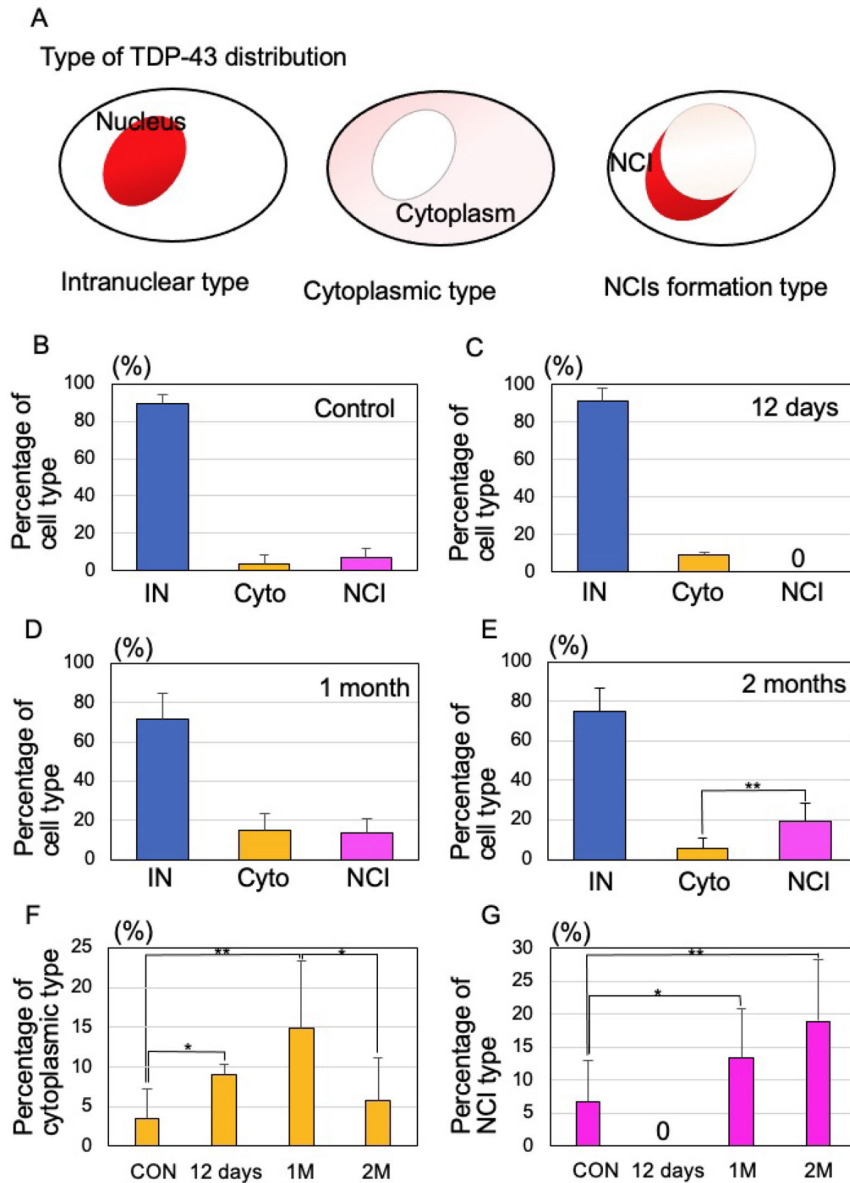 A
Type of TDP-43 distribution
Nucleus
Cytoplasm
NCI
Intranuclear type
Cytoplasmic type
NCIs formation type
B
(%)
Percentage of
cell type
100
80
60
40
20
0
Control
IN Cyto NCI
C
(%)
Percentage of
cell type
100
80
60
40
20
0
12 days
0
IN Cyto NCI
D
(%)
Percentage of
cell type
100
80
60
40
20
0
1 month
IN Cyto NCI
E
(%)
Percentage of
cell type
100
80
60
40
20
0
2 months
**
IN Cyto NCI
F
(%)
Percentage of
cytoplasmic type
25
20
15
10
5
0
**
*
*
CON 12 days 1M 2M
G
(%)
Percentage of
NCI type
30
25
20
15
10
5
0
**
*
0
CON 12 days 1M 2M